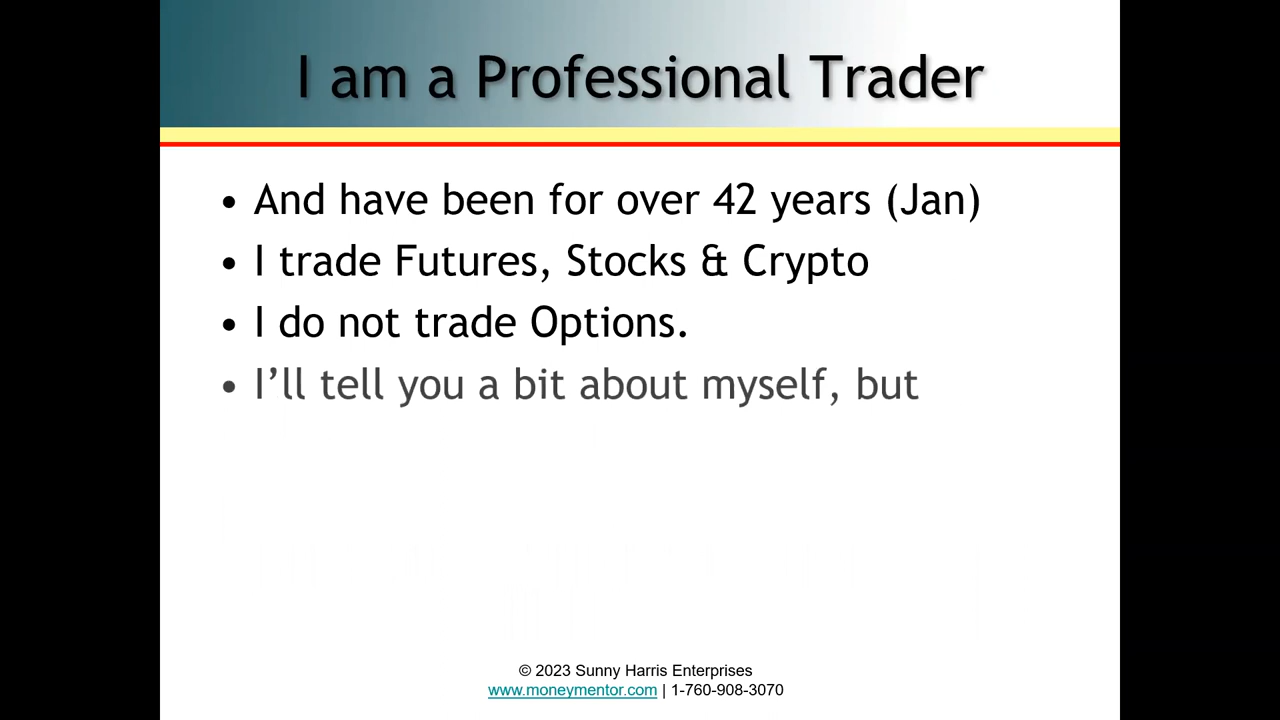 I am a Professional Trader
• And have been for over 42 years (Jan)
• I trade Futures, Stocks & Crypto
• I do not trade Options.
• I’ll tell you a bit about myself, but
© 2023 Sunny Harris Enterprises
www.moneymentor.com | 1-760-908-3070